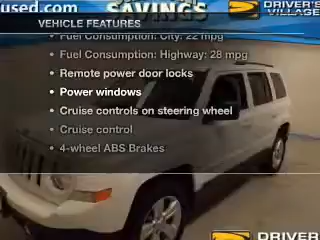 used.com
SAVINGS
DRIVER'S
VILLAGE
VEHICLE FEATURES
• Fuel Consumption: City: 22 mpg
• Fuel Consumption: Highway: 28 mpg
• Remote power door locks
• Power windows
• Cruise controls on steering wheel
• Cruise control
• 4-wheel ABS Brakes
DRIVER'S
VILLAGE